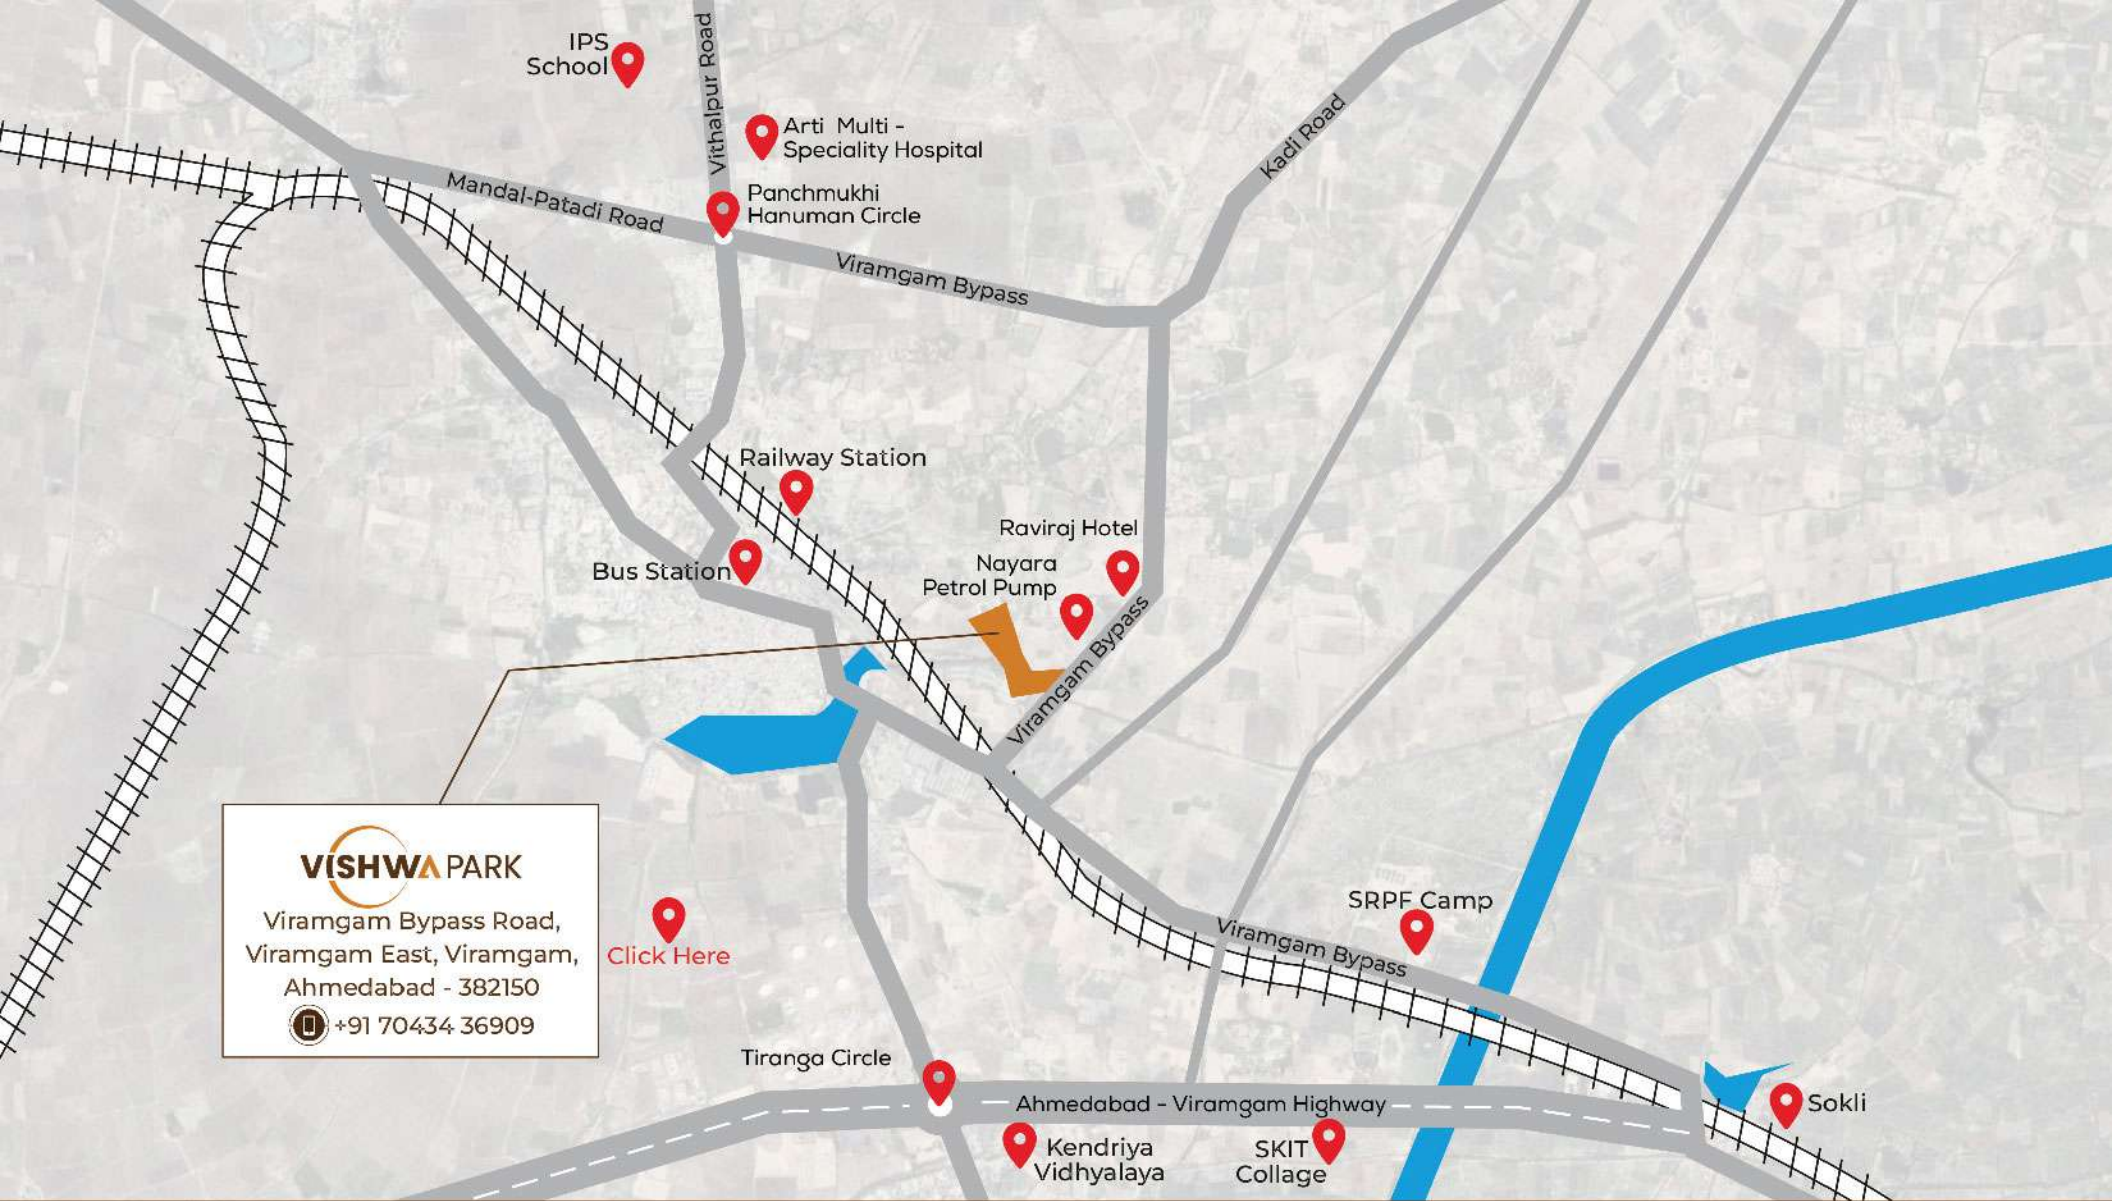 IPS
School
Vithalpur Road
Arti Multi -
Speciality Hospital
Kadi Road
Mandal-Patadi Road
Panchmukhi
Hanuman Circle
Viramgam Bypass
Railway Station
Raviraj Hotel
Nayara
Petrol Pump
Bus Station
Viramgam Bypass
VISHWA PARK
Viramgam Bypass Road,
Viramgam East, Viramgam,
Ahmedabad - 382150
+91 70434 36909
Click Here
SRPF Camp
Viramgam Bypass
Tiranga Circle
Ahmedabad - Viramgam Highway
Sokli
Kendriya
Vidhyalaya
SKIT
Collage